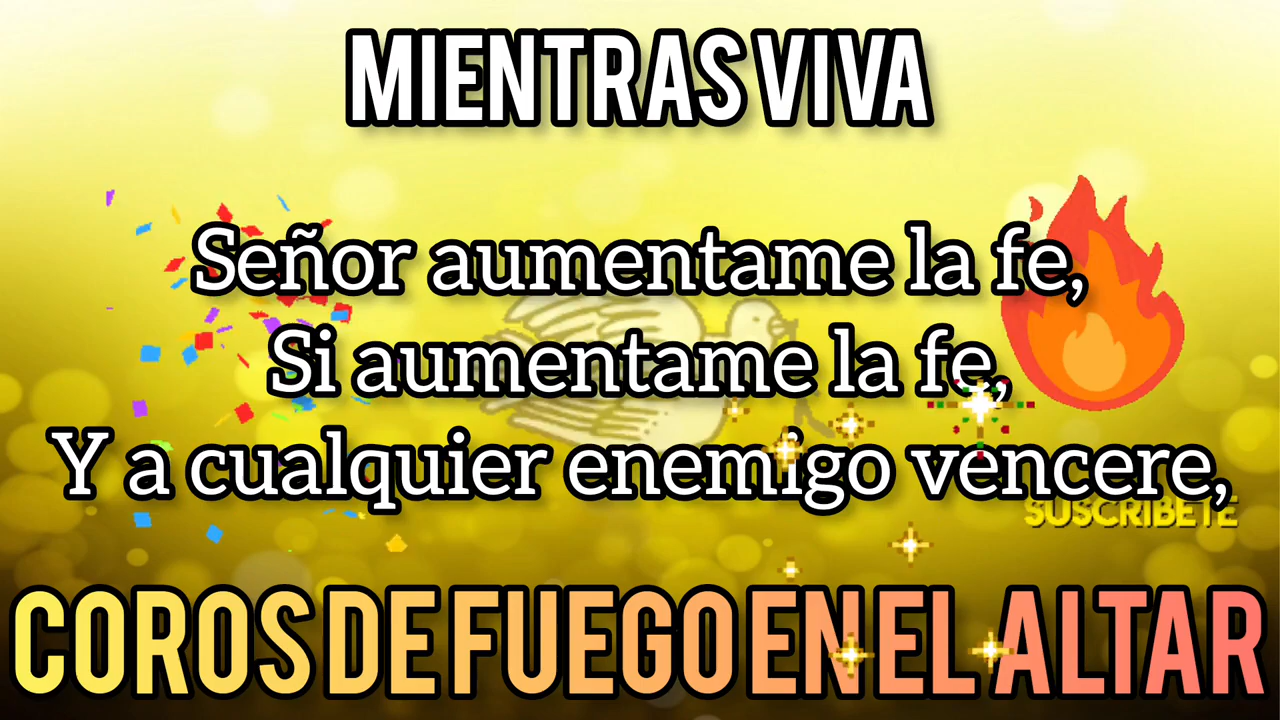 MIENTRAS VIVA
Señor aumentame la fe,
Si aumentame la fe,
Y a cualquier enemigo vencere,
SUSCRIBETE
COROS DE FUEGO EN EL ALTAR